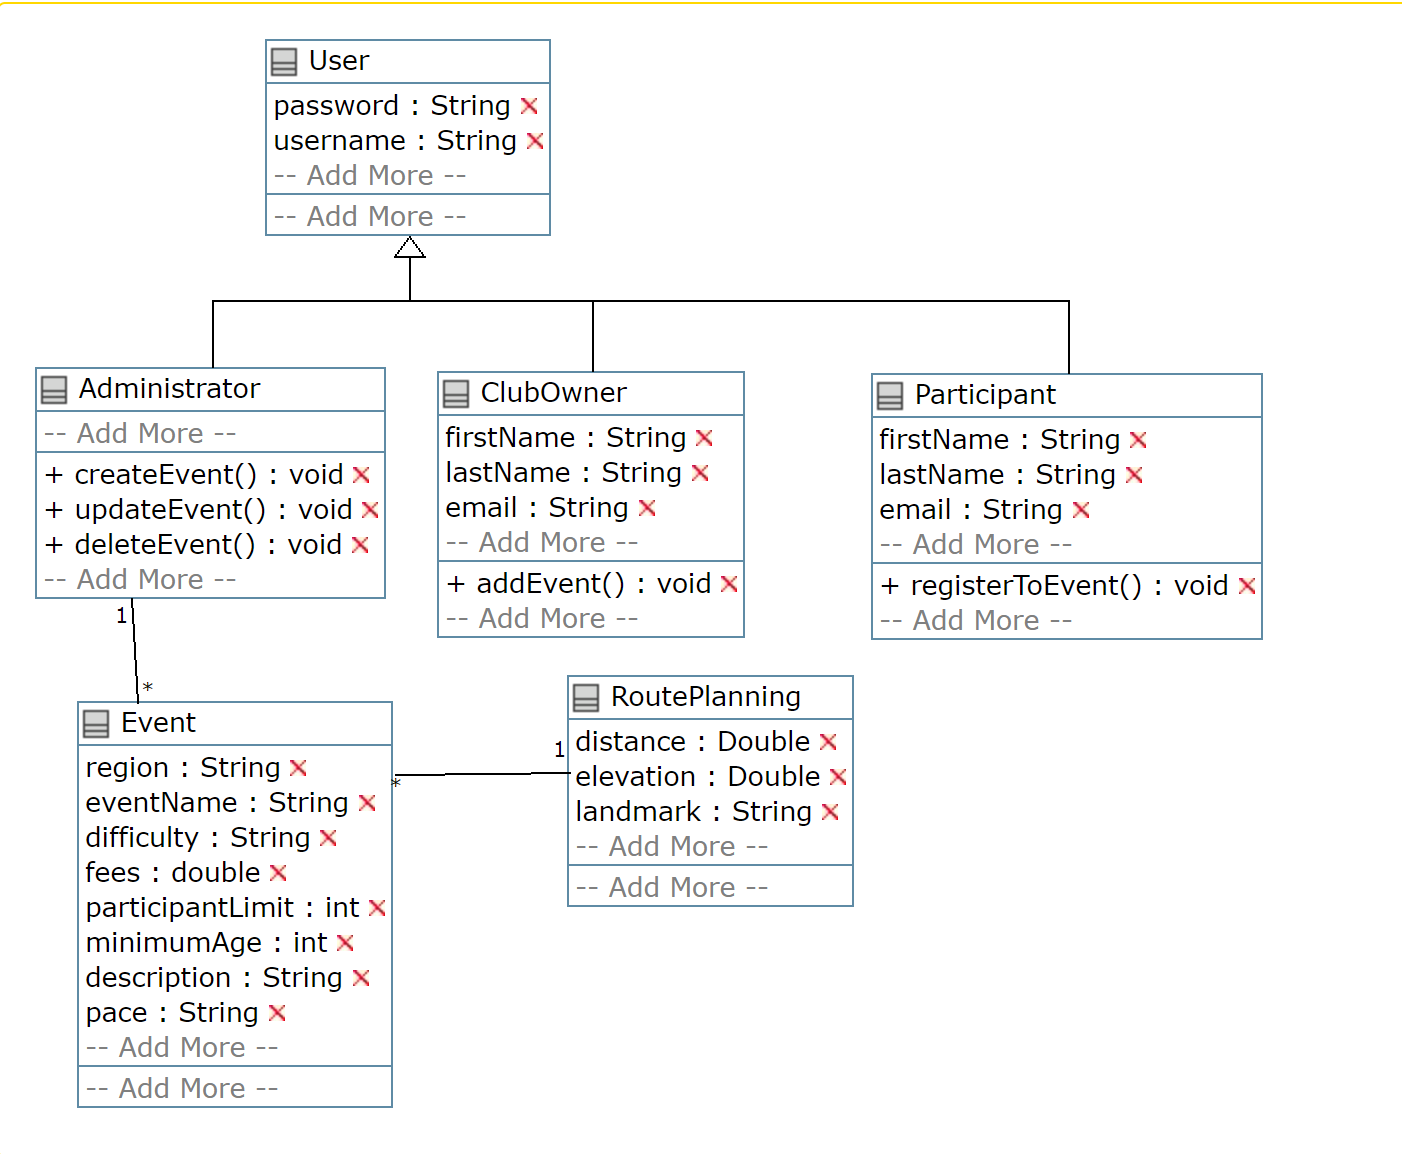 User
password : String
username : String
-- Add More --
-- Add More --
Administrator
-- Add More --
+ createEvent() : void
+ updateEvent() : void
+ deleteEvent() : void
-- Add More --
ClubOwner
firstName : String
lastName : String
email : String
-- Add More --
+ addEvent() : void
-- Add More --
Participant
firstName : String
lastName : String
email : String
-- Add More --
+ registerToEvent() : void
-- Add More --
1
*
Event
region : String
eventName : String
difficulty : String
fees : double
participantLimit : int
minimumAge : int
description : String
pace : String
-- Add More --
-- Add More --
*
1
RoutePlanning
distance : Double
elevation : Double
landmark : String
-- Add More --
-- Add More --